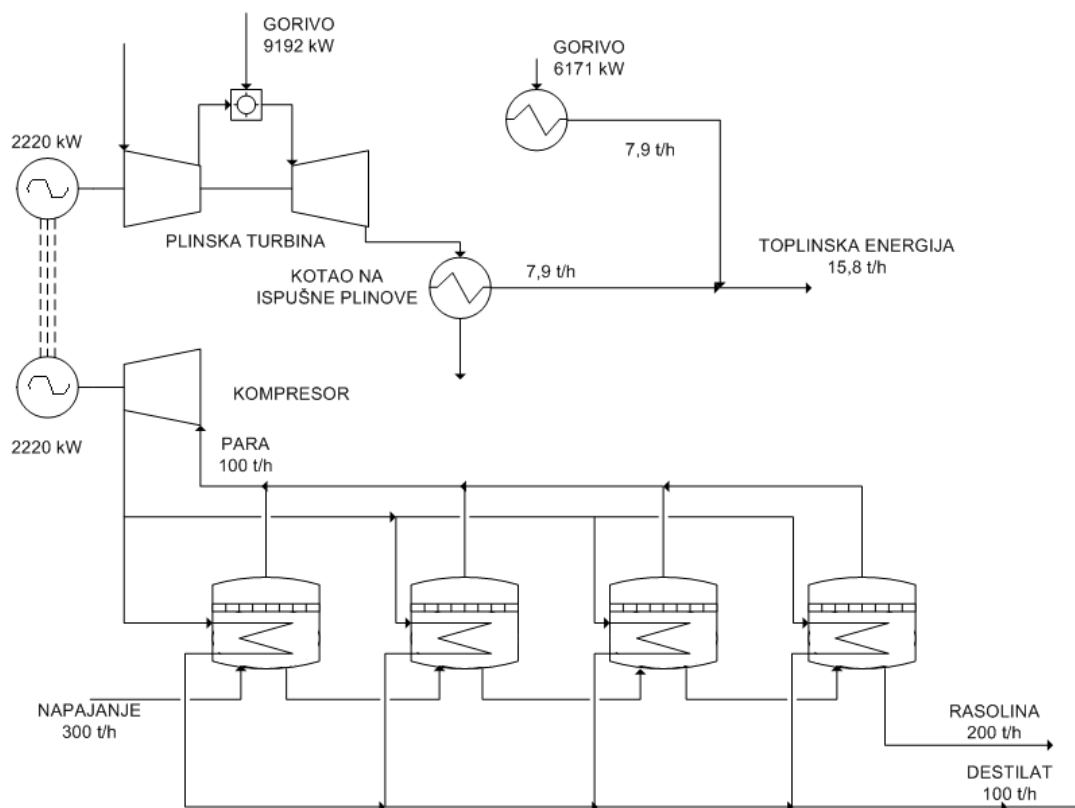 GORIVO
9192 kW
GORIVO
6171 kW
2220 kW
7,9 t/h
PLINSKA TURBINA
TOPLINSKA ENERGIJA
15,8 t/h
KOTAO NA
ISPUŠNE PLINOVE
7,9 t/h
KOMPRESOR
2220 kW
PARA
100 t/h
NAPAJANJE
300 t/h
RASOLINA
200 t/h
DESTILAT
100 t/h